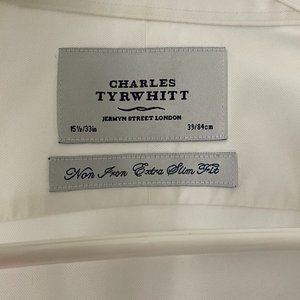 CHARLES
TYRWHITT
JERMYN STREET LONDON
15½/33in 39/84cm
Non Iron Extra Slim Fit